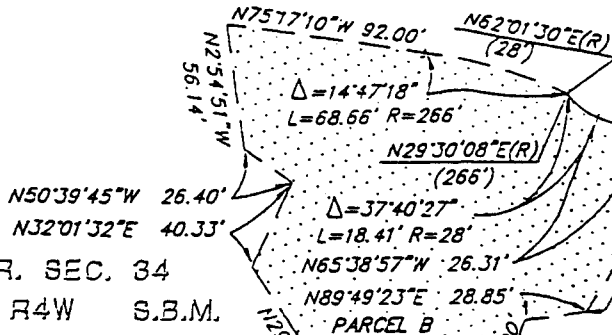 N75°17'10"W 92.00'
N62°01'30"E(R)
(28')
N2°54'51"W
56.14'
Δ=14°47'18"
L=68.66' R=266'
N29°30'08"E(R)
(266')
N50°39'45"W 26.40'
N32°01'32"E 40.33'
Δ=37°40'27"
L=18.41' R=28'
R. SEC. 34
N65°38'57"W 26.31'
R4W S.B.M.
N89°49'23"E 28.85'
PARCEL B